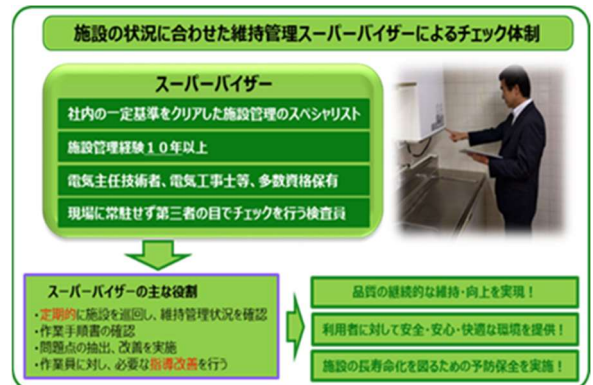 施設の状況に合わせた維持管理スーパーバイザーによるチェック体制
スーパーバイザー
社内の一定基準をクリアした施設管理のスペシャリスト
施設管理経験10年以上
電気主任技術者、電気工事士等、多数資格保有
現場に常駐せず第三者の目でチェックを行う検査員
スーパーバイザーの主な役割
・定期的に施設を巡回し、維持管理状況を確認
・作業手順書の確認
・問題点の抽出、改善を実施
・作業員に対し、必要な指導改善を行う
品質の継続的な維持・向上を実現！
利用者に対して安全・安心・快適な環境を提供！
施設の長寿命化を図るための予防保全を実施！